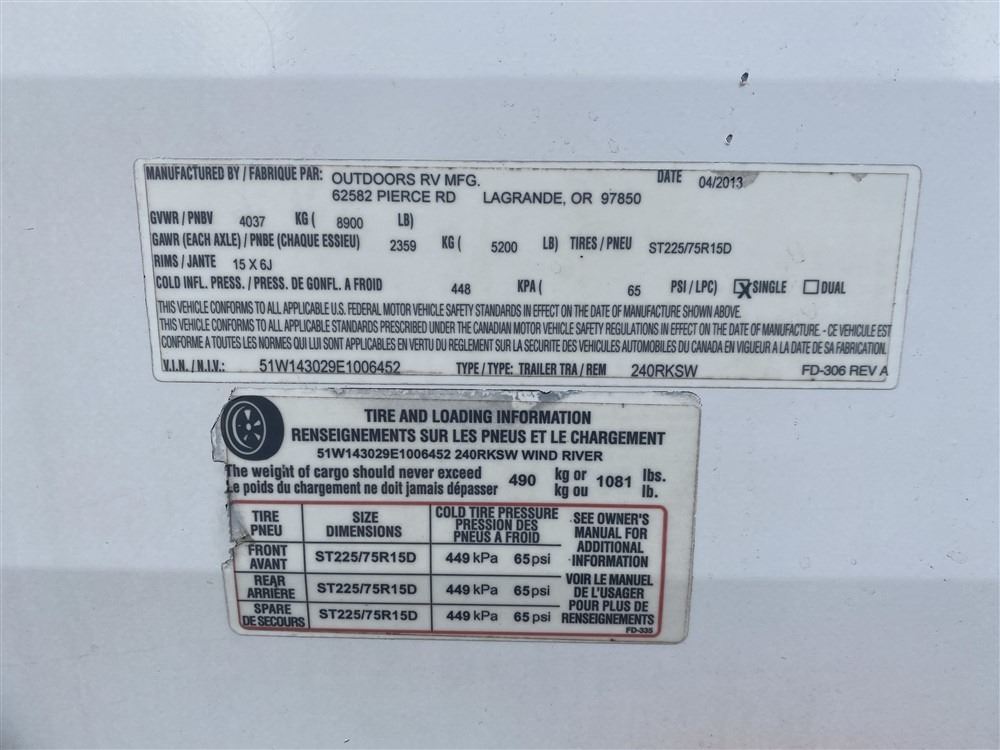 MANUFACTURED BY / FABRIQUE PAR: OUTDOORS RV MFG. DATE 04/2013
62582 PIERCE RD LAGRANDE, OR 97850
GVWR / PNBV 4037 KG ( 8900 LB)
GAWR (EACH AXLE) / PNBE (CHAQUE ESSIEU) 2359 KG ( 5200 LB) TIRES / PNEU ST225/75R15D
RIMS / JANTE 15 X 6J
COLD INFL. PRESS. / PRESS. DE GONFL. A FROID 448 KPA ( 65 PSI / LPC) X SINGLE DUAL
THIS VEHICLE CONFORMS TO ALL APPLICABLE U.S. FEDERAL MOTOR VEHICLE SAFETY STANDARDS IN EFFECT ON THE DATE OF MANUFACTURE SHOWN ABOVE.
THIS VEHICLE CONFORMS TO ALL APPLICABLE STANDARDS PRESCRIBED UNDER THE CANADIAN MOTOR VEHICLE SAFETY REGULATIONS IN EFFECT ON THE DATE OF MANUFACTURE. - CE VEHICULE EST
CONFORME A TOUTES LES NORMES QUI LUI SONT APPLICABLES EN VERTU DU REGLEMENT SUR LA SECURITE DES VEHICULES AUTOMOBILES DU CANADA EN VIGUEUR A LA DATE DE SA FABRICATION.
V.I.N. / N.I.V.: 51W143029E1006452 TYPE / TYPE: TRAILER TRA / REM 240RKSW FD-306 REV A
TIRE AND LOADING INFORMATION
RENSEIGNEMENTS SUR LES PNEUS ET LE CHARGEMENT
51W143029E1006452 240RKSW WIND RIVER
The weight of cargo should never exceed 490 kg or 1081 lbs.
Le poids du chargement ne doit jamais dépasser kg ou lb.
TIRE SIZE COLD TIRE PRESSURE
PNEU DIMENSIONS PRESSION DES
PNEUS A FROID
FRONT ST225/75R15D 449 kPa 65psi
AVANT
REAR ST225/75R15D 449 kPa 65psi
ARRIÈRE
SPARE ST225/75R15D 449 kPa 65 psi
DE SECOURS
SEE OWNER'S
MANUAL FOR
ADDITIONAL
INFORMATION
VOIR LE MANUEL
DE L'USAGER
POUR PLUS DE
RENSEIGNEMENTS
FD-335